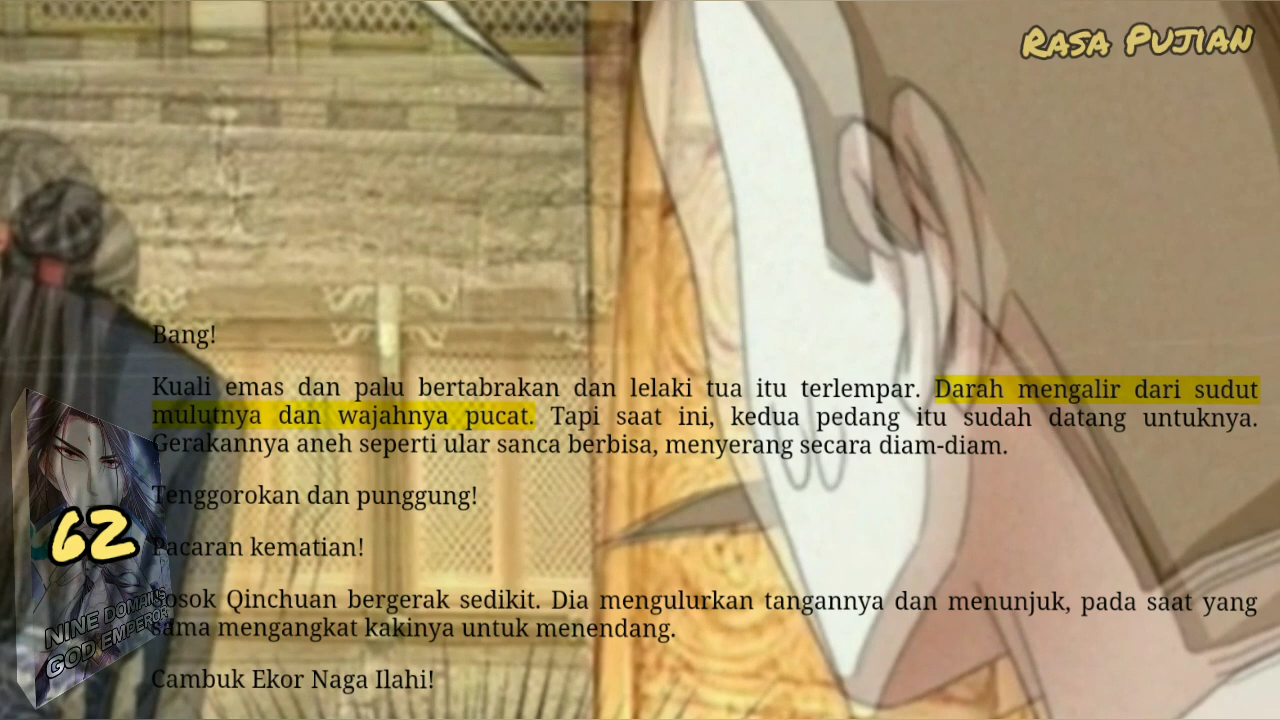 Rasa Pujian
Bang!
Kuali emas dan palu bertabrakan dan lelaki tua itu terlempar. Darah mengalir dari sudut
mulutnya dan wajahnya pucat. Tapi saat ini, kedua pedang itu sudah datang untuknya.
Gerakannya aneh seperti ular sanca berbisa, menyerang secara diam-diam.
Tenggorokan dan punggung!
Pacaran kematian!
Sosok Qinchuan bergerak sedikit. Dia mengulurkan tangannya dan menunjuk, pada saat yang
sama mengangkat kakinya untuk menendang.
Cambuk Ekor Naga Ilahi!
62
NINE DOMAINS
GOD EMPEROR